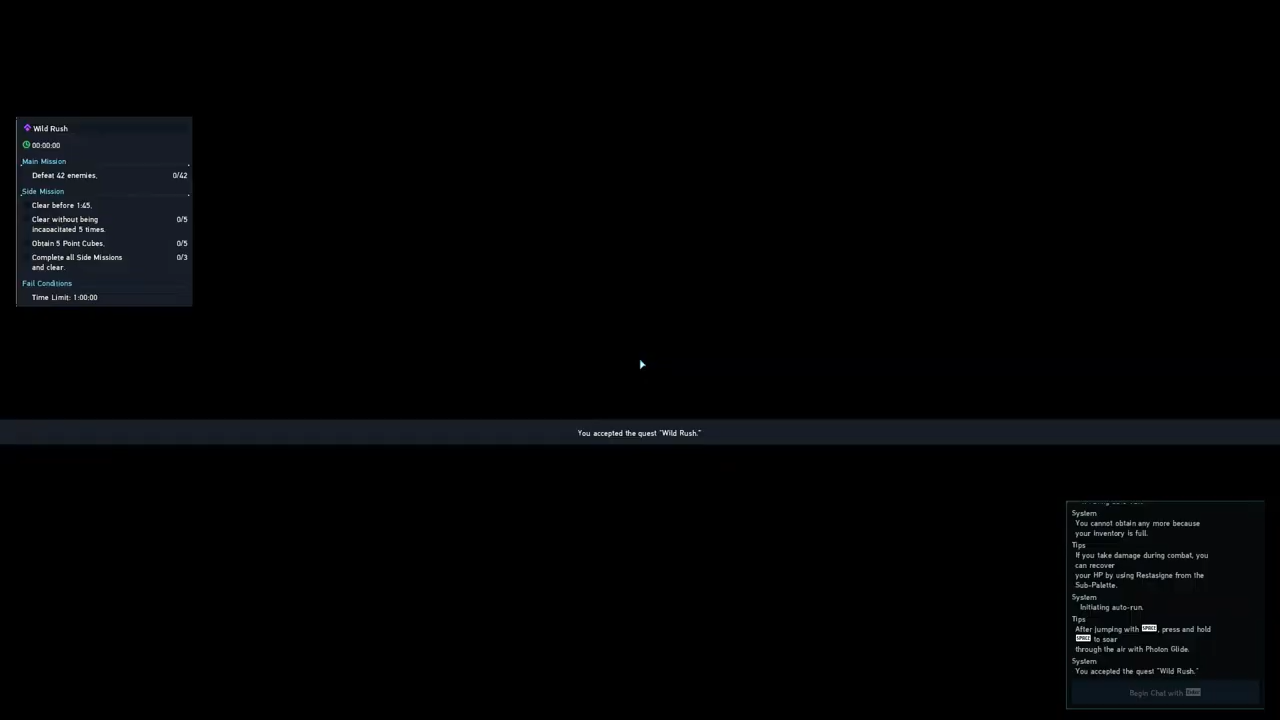 Wild Rush
00:00:00
Main Mission
Defeat 42 enemies. 0/42
Side Mission
Clear before 1:45.
Clear without being 0/5
incapacitated 5 times.
Obtain 5 Point Cubes. 0/5
Complete all Side Missions 0/3
and clear.
Fail Conditions
Time Limit: 1:00:00
You accepted the quest "Wild Rush."
System
You cannot obtain any more because
your Inventory is full.
Tips
If you take damage during combat, you
can recover
your HP by using Restasigne from the
Sub-Palette.
System
Initiating auto-run.
Tips
After jumping with SPACE, press and hold
SPACE to soar
through the air with Photon Glide.
System
You accepted the quest "Wild Rush."
Begin Chat with Enter